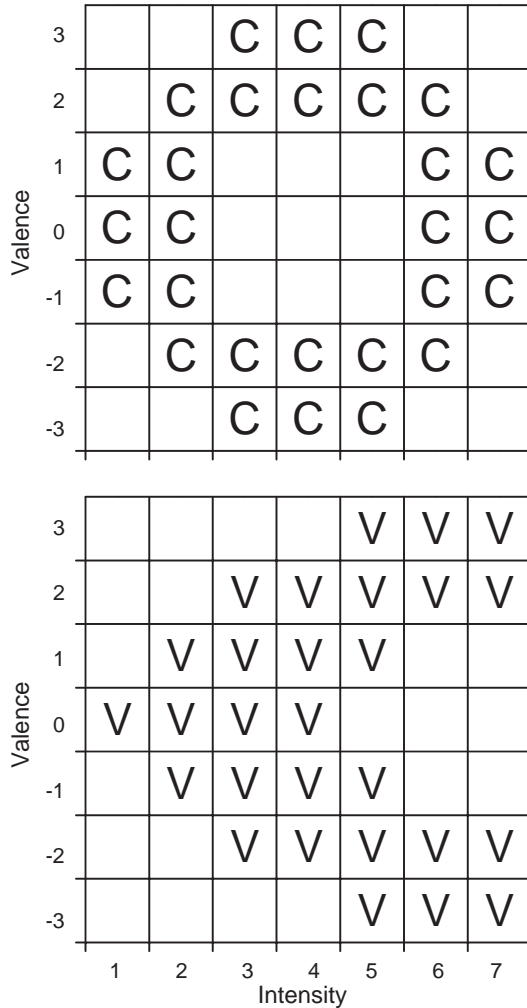 3 C C C
2 C C C C C
1 C C C C
0 C C C C
-1 C C C C
-2 C C C C C
-3 C C C
Valence
3 V V V
2 V V V V V
1 V V V V
0 V V V V
-1 V V V V
-2 V V V V V
-3 V V V
Valence
1 2 3 4 5 6 7
Intensity